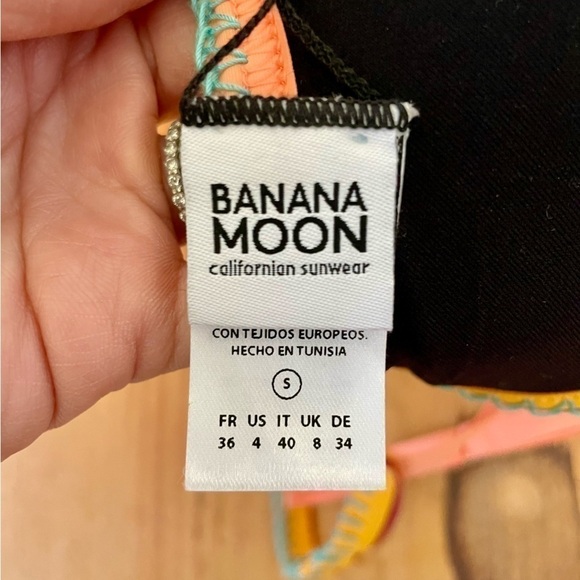 BANANA
MOON
californian sunwear
CON TEJIDOS EUROPEOS.
HECHO EN TUNISIA
S
FR US IT UK DE
36 4 40 8 34